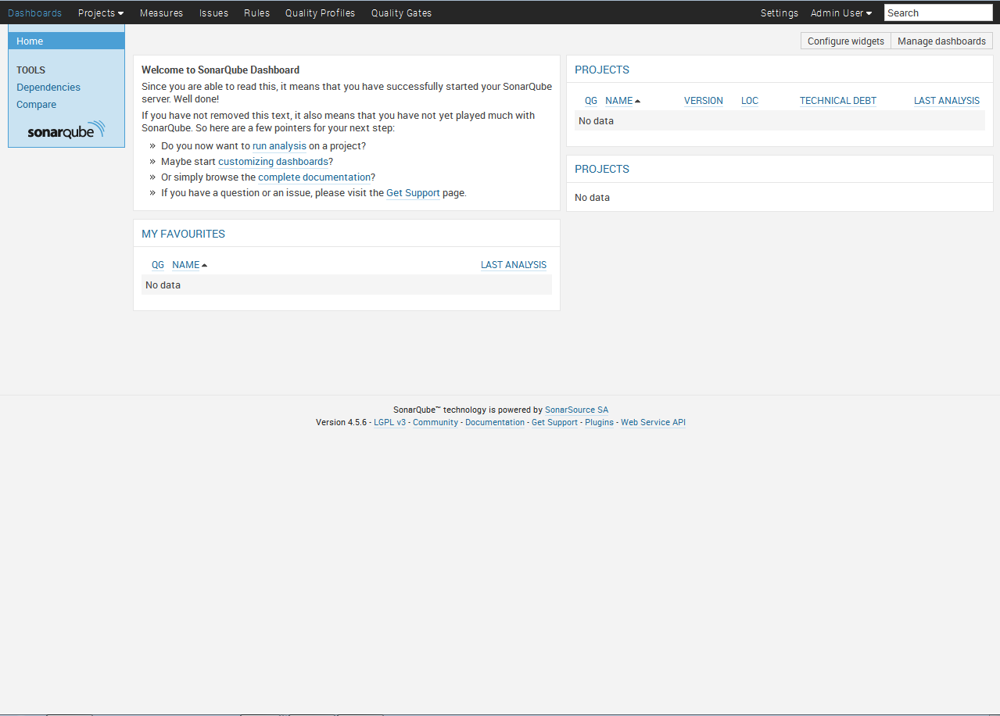 Dashboards Projects Measures Issues Rules Quality Profiles Quality Gates Settings Admin User Search
Home
TOOLS
Dependencies
Compare
sonarqube
Configure widgets Manage dashboards
Welcome to SonarQube Dashboard
Since you are able to read this, it means that you have successfully started your SonarQube
server. Well done!
If you have not removed this text, it also means that you have not yet played much with
SonarQube. So here are a few pointers for your next step:
» Do you now want to run analysis on a project?
» Maybe start customizing dashboards?
» Or simply browse the complete documentation?
» If you have a question or an issue, please visit the Get Support page.
MY FAVOURITES
QG NAME LAST ANALYSIS
No data
PROJECTS
QG NAME VERSION LOC TECHNICAL DEBT LAST ANALYSIS
No data
PROJECTS
No data
SonarQube™ technology is powered by SonarSource SA
Version 4.5.6 - LGPL v3 - Community - Documentation - Get Support - Plugins - Web Service API